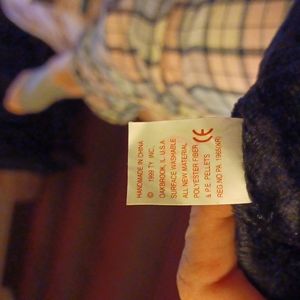 HANDMADE IN CHINA
© 1999 TY INC.,
OAKBROOK, IL U.S.A.
SURFACE WASHABLE
ALL NEW MATERIAL
POLYESTER FIBER
& P.E. PELLETS CE
REG.NO PA. 1965(KR)